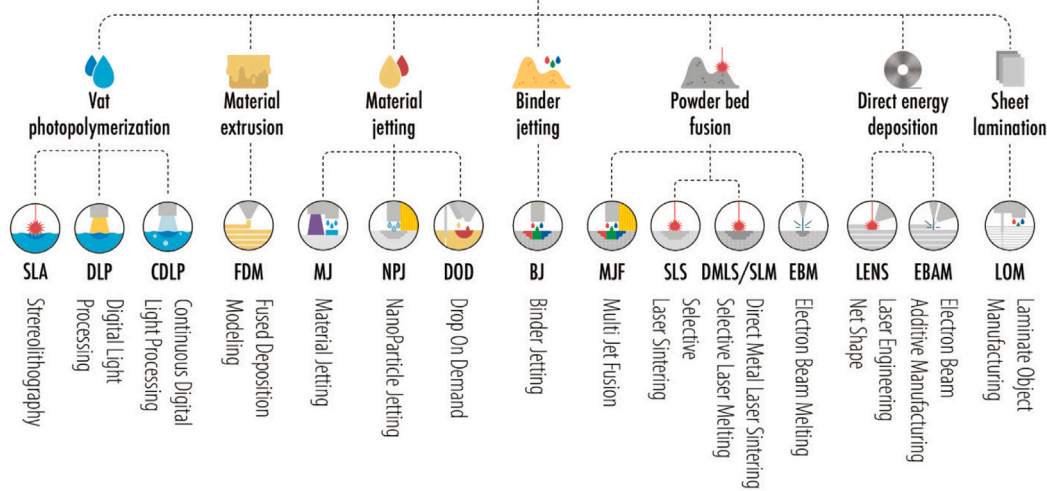 Vat
photopolymerization
Material
extrusion
Material
jetting
Binder
jetting
Powder bed
fusion
Direct energy
deposition
Sheet
lamination
SLA
DLP
CDLP
FDM
MJ
NPJ
DOD
BJ
MJF
SLS
DMLS/SLM
EBM
LENS
EBAM
LOM
Strereolithography
Digital Light
Processing
Continuous Digital
Light Processing
Fused Deposition
Modeling
Material Jetting
NanoParticle Jetting
Drop On Demand
Binder Jetting
Multi Jet Fusion
Selective
Laser Sintering
Direct Metal Laser Sintering
Selective Laser Melting
Electron Beam Melting
Laser Engineering
Net Shape
Electron Beam
Additive Manufacturing
Laminate Object
Manufacturing